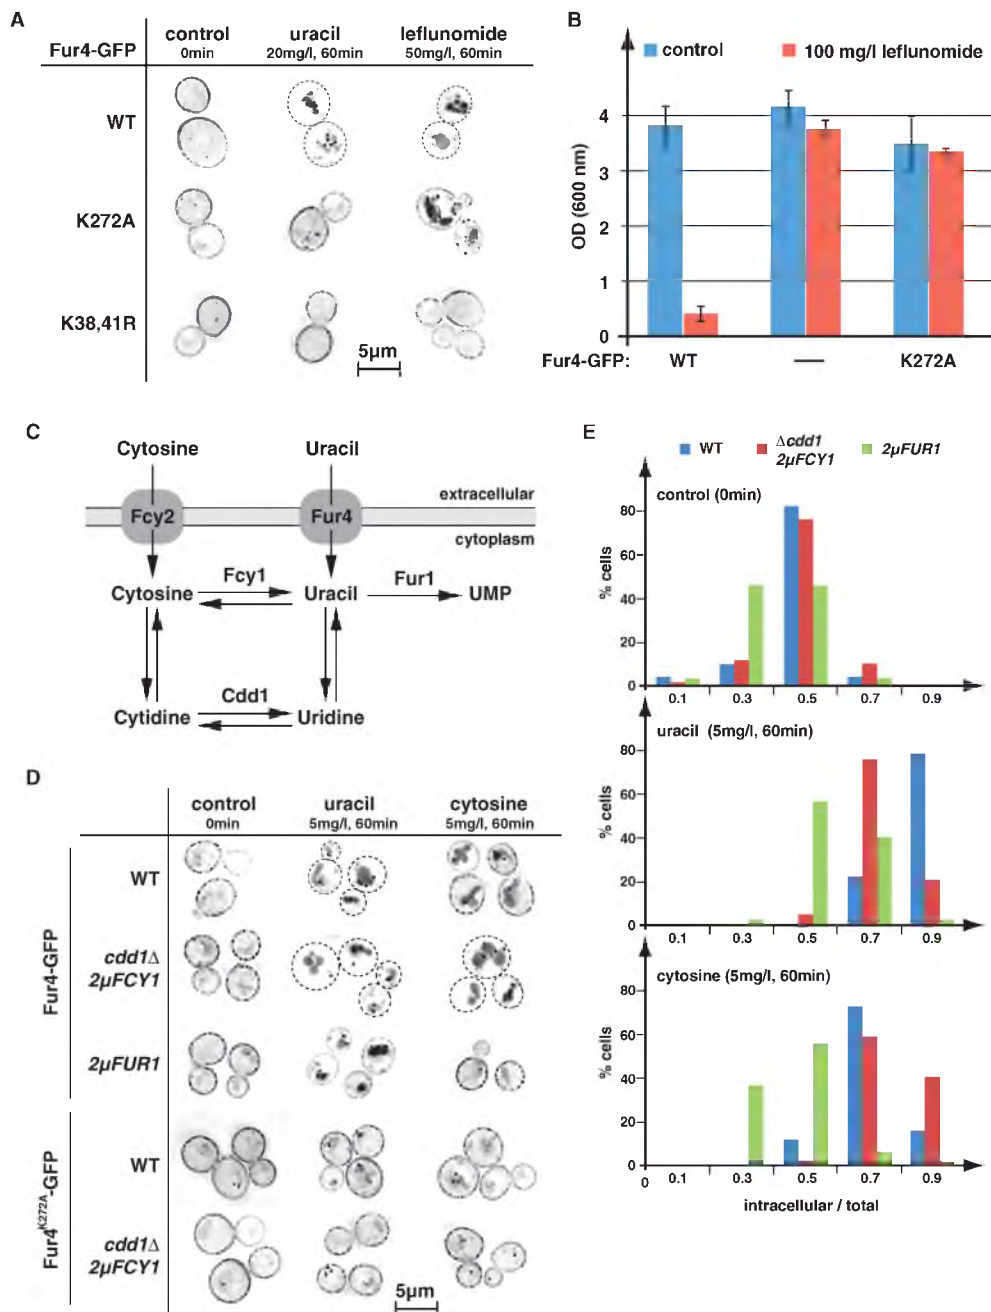 A
Fur4-GFP
control
0min
uracil
20mg/l, 60min
leflunomide
50mg/l, 60min
WT
K272A
K38,41R
5µm
B
control
100 mg/l leflunomide
OD (600 nm)
4
3
2
1
0
Fur4-GFP:
WT
—
K272A
C
Cytosine
Uracil
extracellular
Fcy2
Fur4
cytoplasm
Cytosine
Fcy1
Uracil
Fur1
UMP
Cytidine
Cdd1
Uridine
D
control
0min
uracil
5mg/l, 60min
cytosine
5mg/l, 60min
Fur4-GFP
WT
cdd1Δ
2µFCY1
2µFUR1
Fur4K272A-GFP
WT
cdd1Δ
2µFCY1
5µm
E
WT
Δcdd1
2µFCY1
2µFUR1
control (0min)
% cells
80
60
40
20
0
0.1 0.3 0.5 0.7 0.9
uracil (5mg/l, 60min)
% cells
80
60
40
20
0
0.1 0.3 0.5 0.7 0.9
cytosine (5mg/l, 60min)
% cells
80
60
40
20
0
0 0.1 0.3 0.5 0.7 0.9
intracellular / total